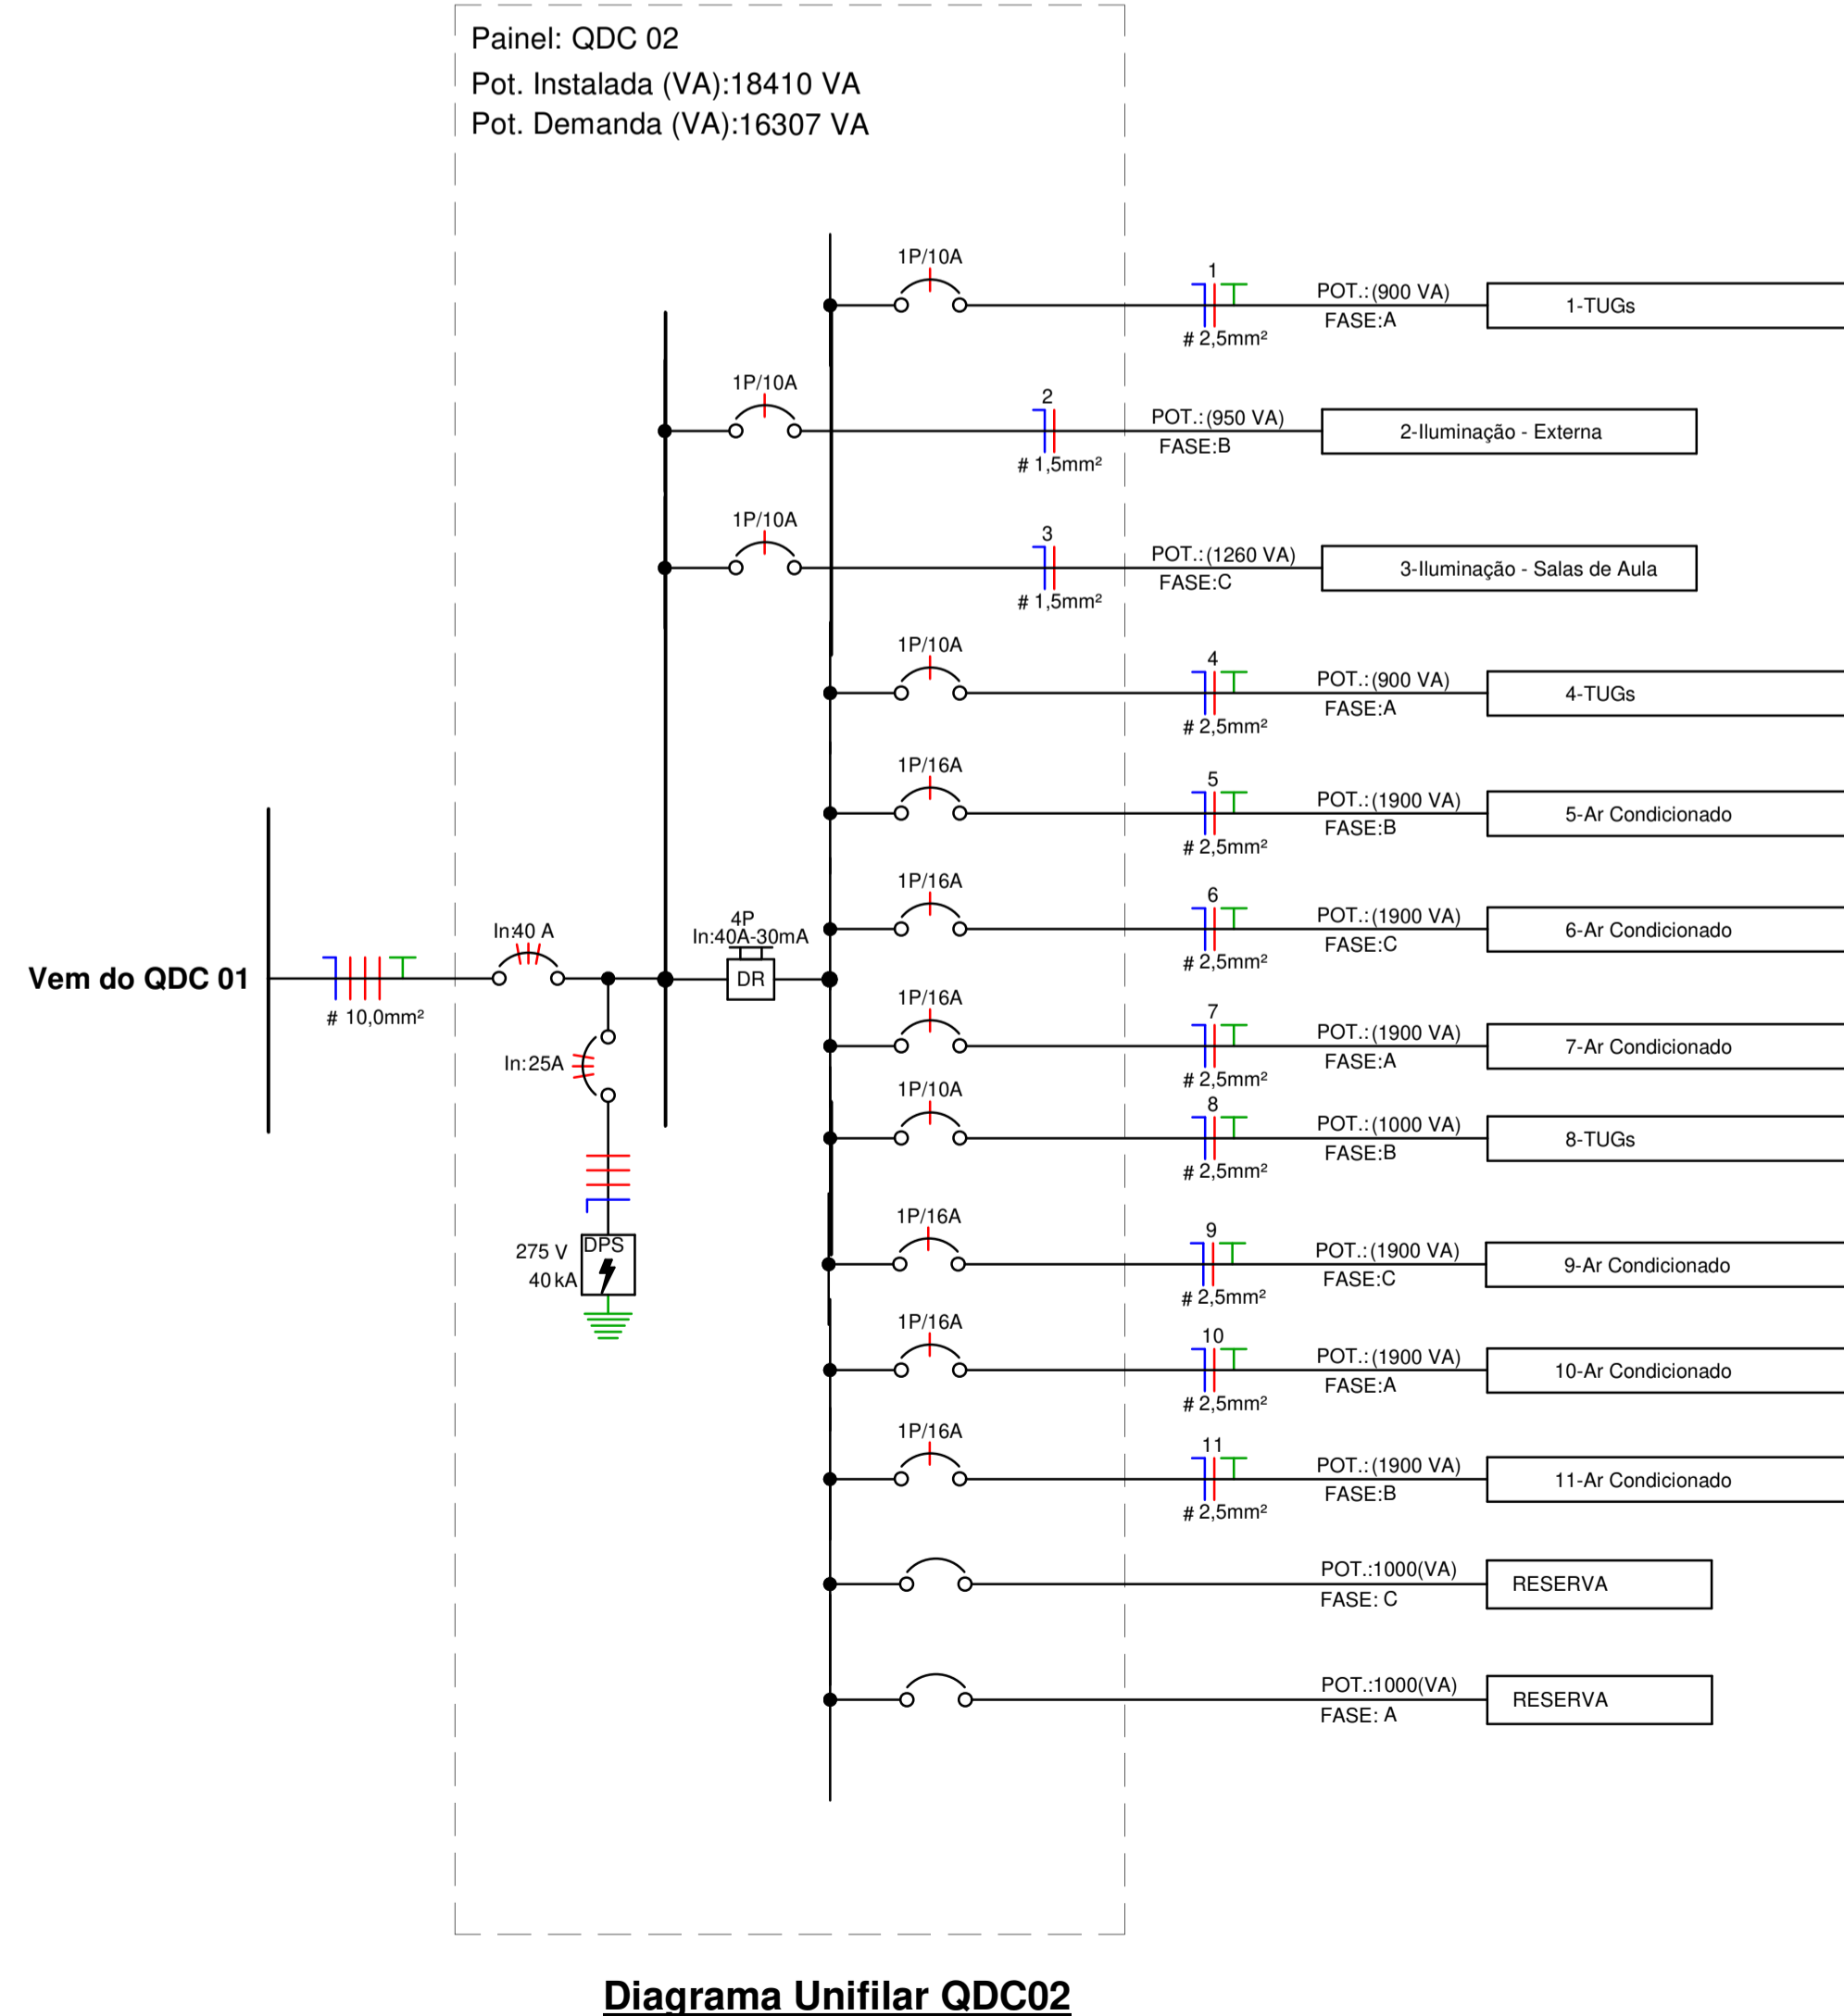 Painel: QDC 02
Pot. Instalada (VA):18410 VA
Pot. Demanda (VA):16307 VA
1P/10A
1
POT.:(900 VA)
FASE:A
# 2,5mm²
1-TUGs
1P/10A
2
POT.:(950 VA)
FASE:B
# 1,5mm²
2-Iluminação - Externa
1P/10A
3
POT.:(1260 VA)
FASE:C
# 1,5mm²
3-Iluminação - Salas de Aula
1P/10A
4
POT.:(900 VA)
FASE:A
# 2,5mm²
4-TUGs
1P/16A
5
POT.:(1900 VA)
FASE:B
# 2,5mm²
5-Ar Condicionado
1P/16A
6
POT.:(1900 VA)
FASE:C
# 2,5mm²
6-Ar Condicionado
Vem do QDC 01
# 10,0mm²
In:40 A
4P
In:40A-30mA
DR
In:25A
275 V
40 kA
DPS
1P/16A
7
POT.:(1900 VA)
FASE:A
# 2,5mm²
7-Ar Condicionado
1P/10A
8
POT.:(1000 VA)
FASE:B
# 2,5mm²
8-TUGs
1P/16A
9
POT.:(1900 VA)
FASE:C
# 2,5mm²
9-Ar Condicionado
1P/16A
10
POT.:(1900 VA)
FASE:A
# 2,5mm²
10-Ar Condicionado
1P/16A
11
POT.:(1900 VA)
FASE:B
# 2,5mm²
11-Ar Condicionado
POT.:1000(VA)
FASE: C
RESERVA
POT.:1000(VA)
FASE: A
RESERVA
Diagrama Unifilar QDC02